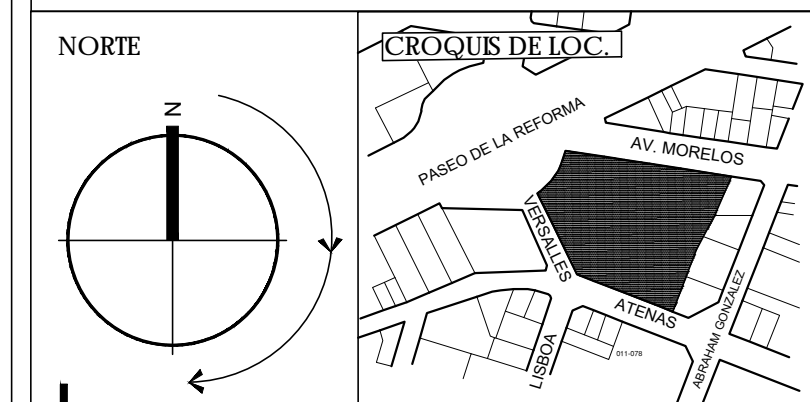 NORTE
N
CROQUIS DE LOC.
PASEO DE LA REFORMA
AV. MORELOS
VERSALLES
ATENAS
LISBOA
ABRAHAM GONZALEZ
011-078